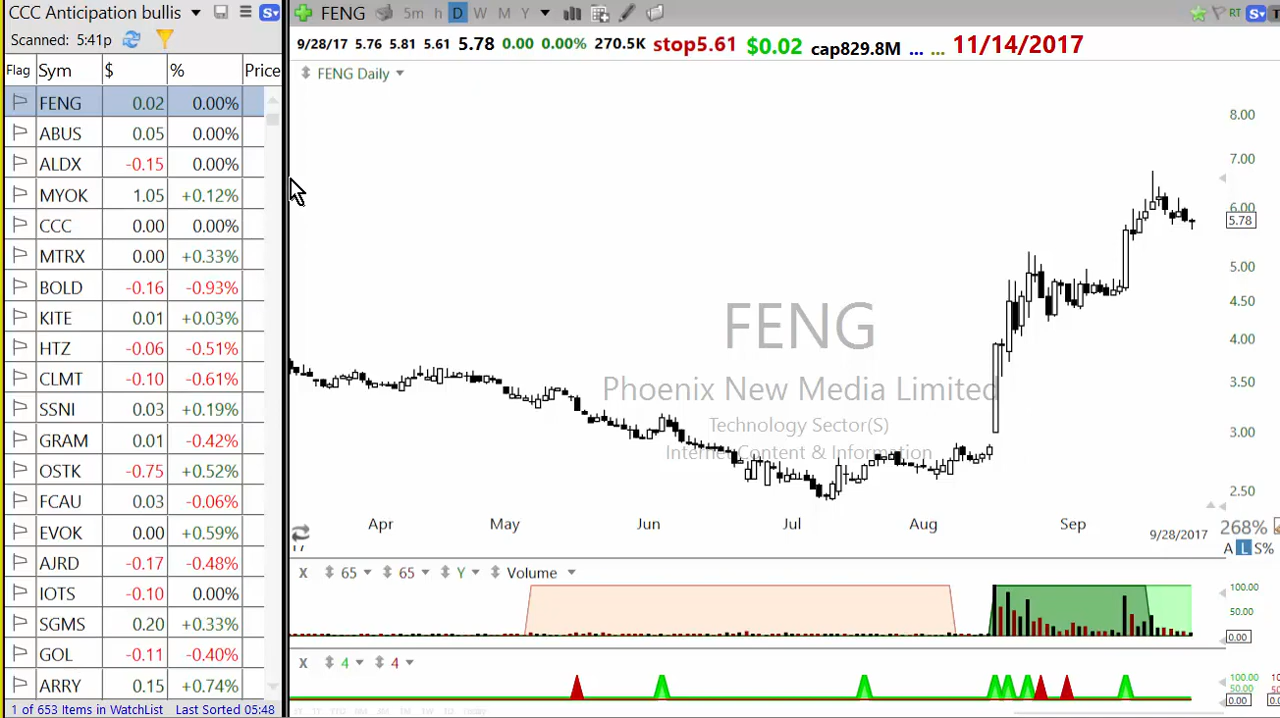 CCC Anticipation bullis
Scanned: 5:41p
Flag Sym $ % Price
FENG 0.02 0.00%
ABUS 0.05 0.00%
ALDX -0.15 0.00%
MYOK 1.05 +0.12%
CCC 0.00 0.00%
MTRX 0.00 +0.33%
BOLD -0.16 -0.93%
KITE 0.01 +0.03%
HTZ -0.06 -0.51%
CLMT -0.10 -0.61%
SSNI 0.03 +0.19%
GRAM 0.01 -0.42%
OSTK -0.75 +0.52%
FCAU 0.03 -0.06%
EVOK 0.00 +0.59%
AJRD -0.17 -0.48%
IOTS -0.10 0.00%
SGMS 0.20 +0.33%
GOL -0.11 -0.40%
ARRY 0.15 +0.74%
1 of 653 Items in WatchList Last Sorted 05:48
FENG 5m h D W M Y RT S
9/28/17 5.76 5.81 5.61 5.78 0.00 0.00% 270.5K stop5.61 $0.02 cap829.8M ... ... 11/14/2017
FENG Daily
8.00
7.00
6.00
5.78
5.00
4.50
4.00
3.50
3.00
2.50
FENG
Phoenix New Media Limited
Technology Sector(S)
Internet Content & Information
Apr May Jun Jul Aug Sep 9/28/2017
17
268%
A L S%
X 65 65 Y Volume
100.00
50.00
0.00
X 4 4
100.00
50.00
0.00